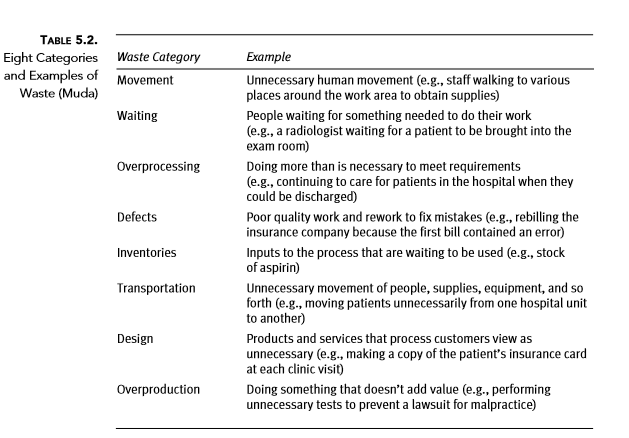 TABLE 5.2.
Eight Categories
and Examples of
Waste (Muda)
Waste Category Example
Movement Unnecessary human movement (e.g., staff walking to various
places around the work area to obtain supplies)
Waiting People waiting for something needed to do their work
(e.g., a radiologist waiting for a patient to be brought into the
exam room)
Overprocessing Doing more than is necessary to meet requirements
(e.g., continuing to care for patients in the hospital when they
could be discharged)
Defects Poor quality work and rework to fix mistakes (e.g., rebilling the
insurance company because the first bill contained an error)
Inventories Inputs to the process that are waiting to be used (e.g., stock
of aspirin)
Transportation Unnecessary movement of people, supplies, equipment, and so
forth (e.g., moving patients unnecessarily from one hospital unit
to another)
Design Products and services that process customers view as
unnecessary (e.g., making a copy of the patient's insurance card
at each clinic visit)
Overproduction Doing something that doesn't add value (e.g., performing
unnecessary tests to prevent a lawsuit for malpractice)